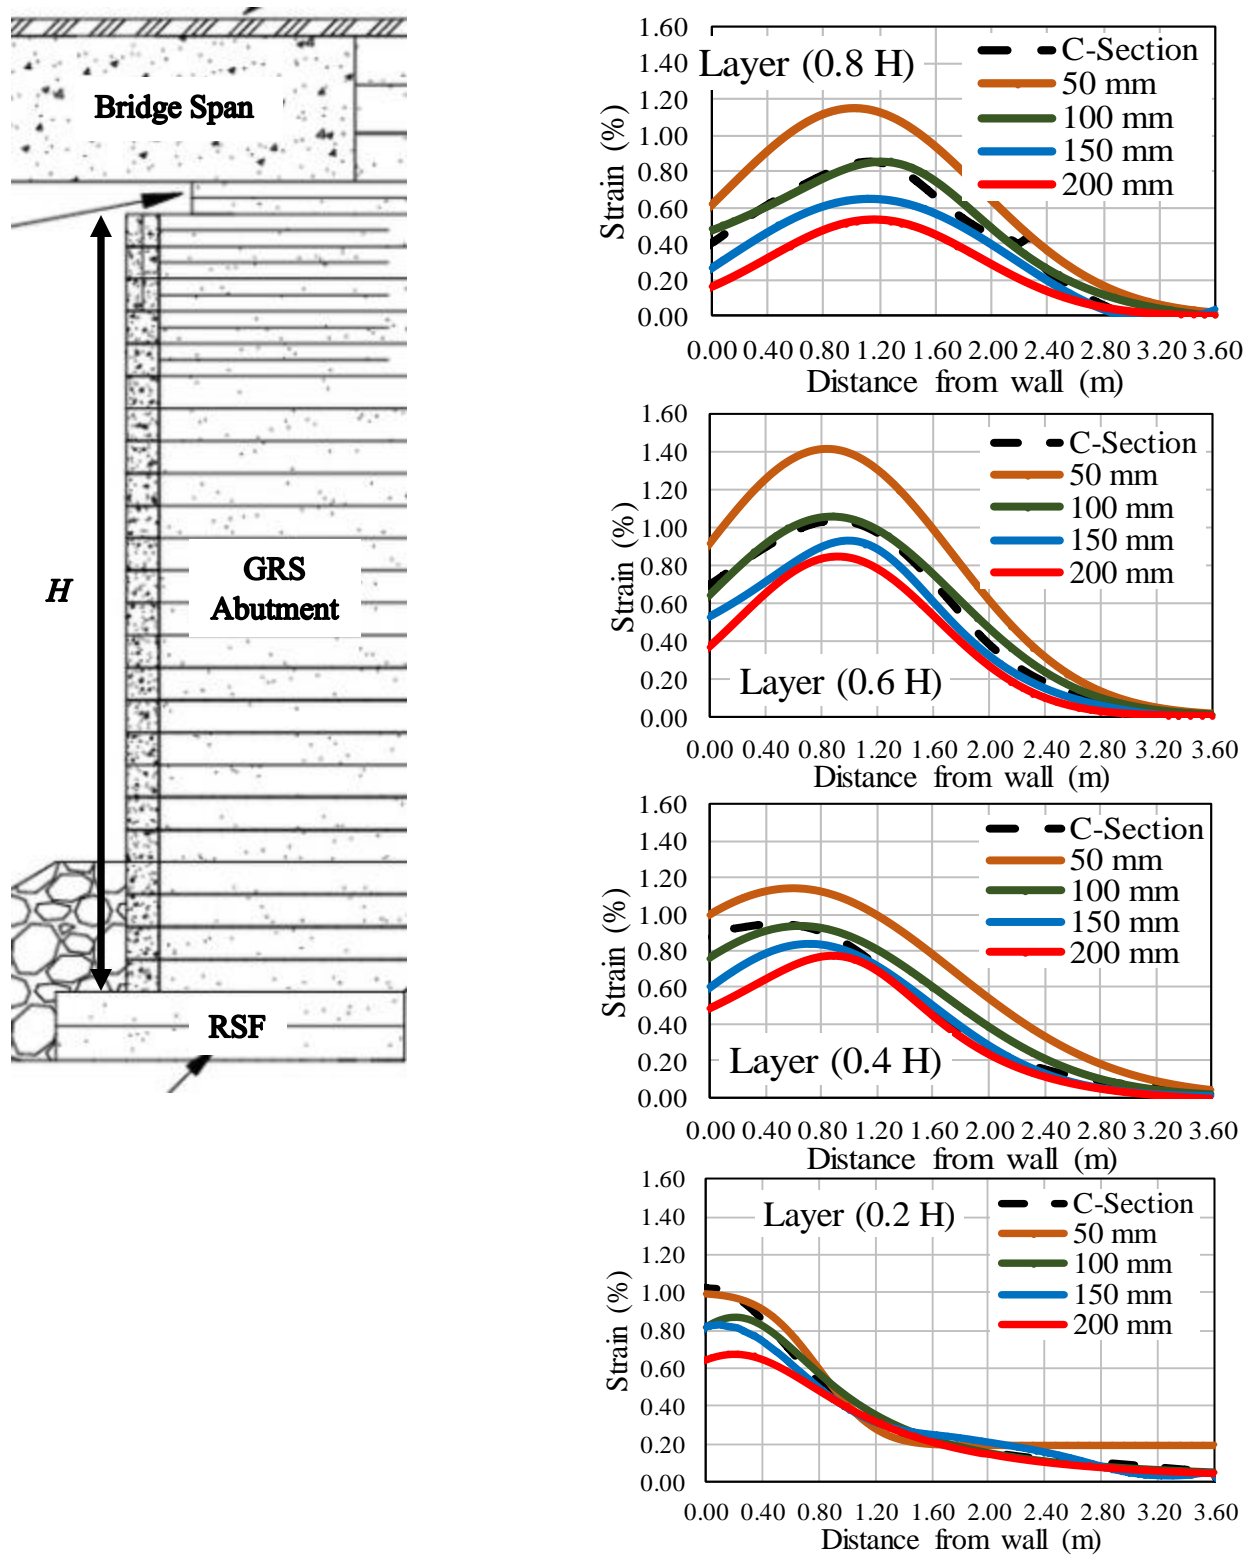 Bridge Span
H
GRS
Abutment
RSF
1.60
1.40
1.20
1.00
0.80
0.60
0.40
0.20
0.00
Strain (%)
Layer (0.8 H)
C-Section
50 mm
100 mm
150 mm
200 mm
0.00 0.40 0.80 1.20 1.60 2.00 2.40 2.80 3.20 3.60
Distance from wall (m)
1.60
1.40
1.20
1.00
0.80
0.60
0.40
0.20
0.00
Strain (%)
C-Section
50 mm
100 mm
150 mm
200 mm
Layer (0.6 H)
0.00 0.40 0.80 1.20 1.60 2.00 2.40 2.80 3.20 3.60
Distance from wall (m)
1.60
1.40
1.20
1.00
0.80
0.60
0.40
0.20
0.00
Strain (%)
C-Section
50 mm
100 mm
150 mm
200 mm
Layer (0.4 H)
0.00 0.40 0.80 1.20 1.60 2.00 2.40 2.80 3.20 3.60
Distance from wall (m)
1.60
1.40
1.20
1.00
0.80
0.60
0.40
0.20
0.00
Strain (%)
Layer (0.2 H)
C-Section
50 mm
100 mm
150 mm
200 mm
0.00 0.40 0.80 1.20 1.60 2.00 2.40 2.80 3.20 3.60
Distance from wall (m)